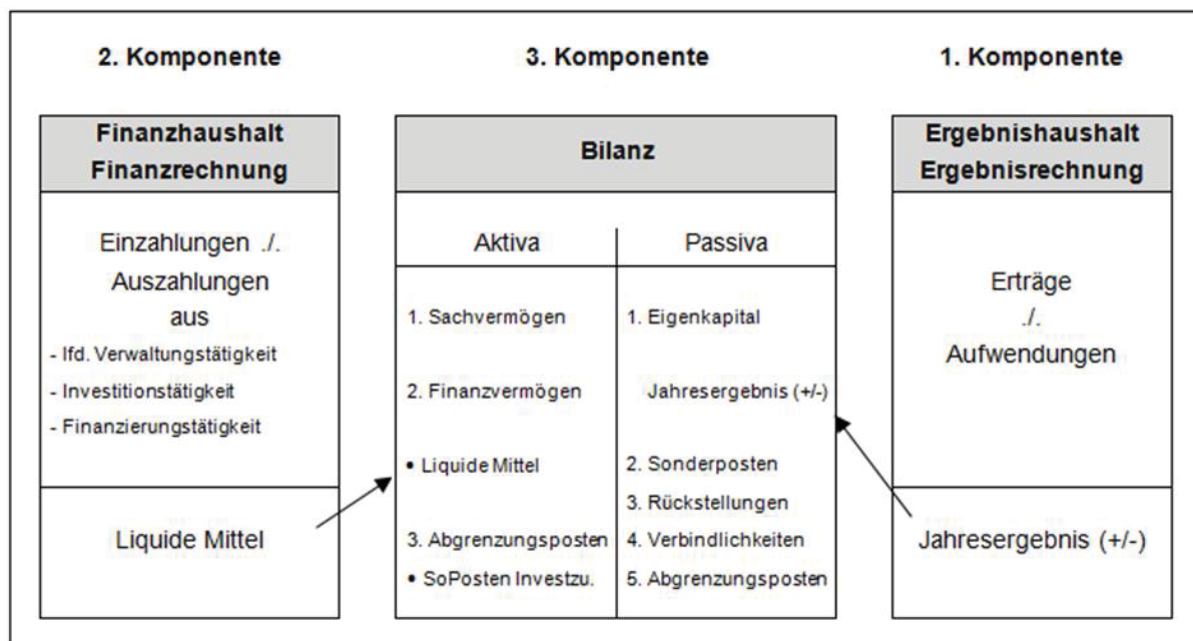 2. Komponente
3. Komponente
1. Komponente
Finanzhaushalt
Finanzrechnung
Einzahlungen ./.
Auszahlungen
aus
- lfd. Verwaltungstätigkeit
- Investitionstätigkeit
- Finanzierungstätigkeit
Liquide Mittel
Bilanz
Aktiva
1. Sachvermögen
2. Finanzvermögen
• Liquide Mittel
3. Abgrenzungsposten
• SoPosten Investzu.
Passiva
1. Eigenkapital
Jahresergebnis (+/-)
2. Sonderposten
3. Rückstellungen
4. Verbindlichkeiten
5. Abgrenzungsposten
Ergebnishaushalt
Ergebnisrechnung
Erträge
./.
Aufwendungen
Jahresergebnis (+/-)